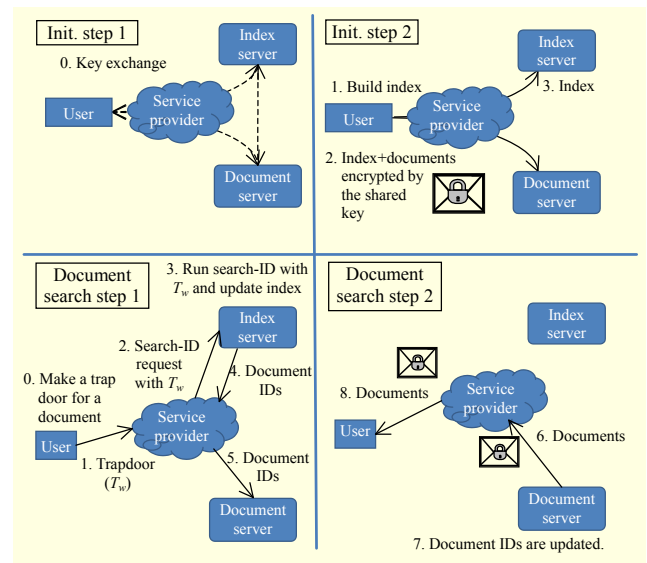 Init. step 1
Index
server
0. Key exchange
User
Service
provider
Document
server
Init. step 2
Index
server
1. Build index
3. Index
User
Service
provider
2. Index+documents
encrypted by
the shared
key
Document
server
Document
search step 1
3. Run search-ID with
Tw and update index
Index
server
2. Search-ID
request
with Tw
4. Document
IDs
0. Make a trap
door for a
document
Service
provider
User
1. Trapdoor
(Tw)
5. Document
IDs
Document
server
Document
search step 2
Index
server
8. Documents
Service
provider
User
6. Documents
Document
server
7. Document IDs are updated.